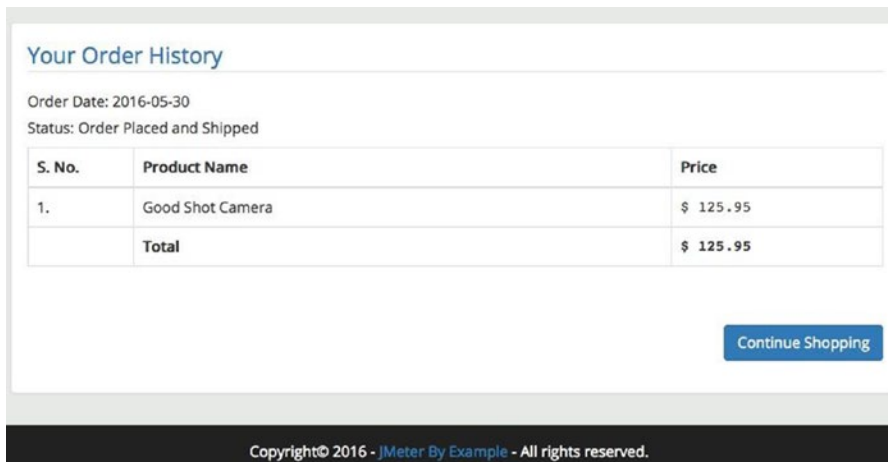 Your Order History
Order Date: 2016-05-30
Status: Order Placed and Shipped
S. No. Product Name Price
1. Good Shot Camera $ 125.95
Total $ 125.95
Continue Shopping
Copyright© 2016 - JMeter By Example - All rights reserved.